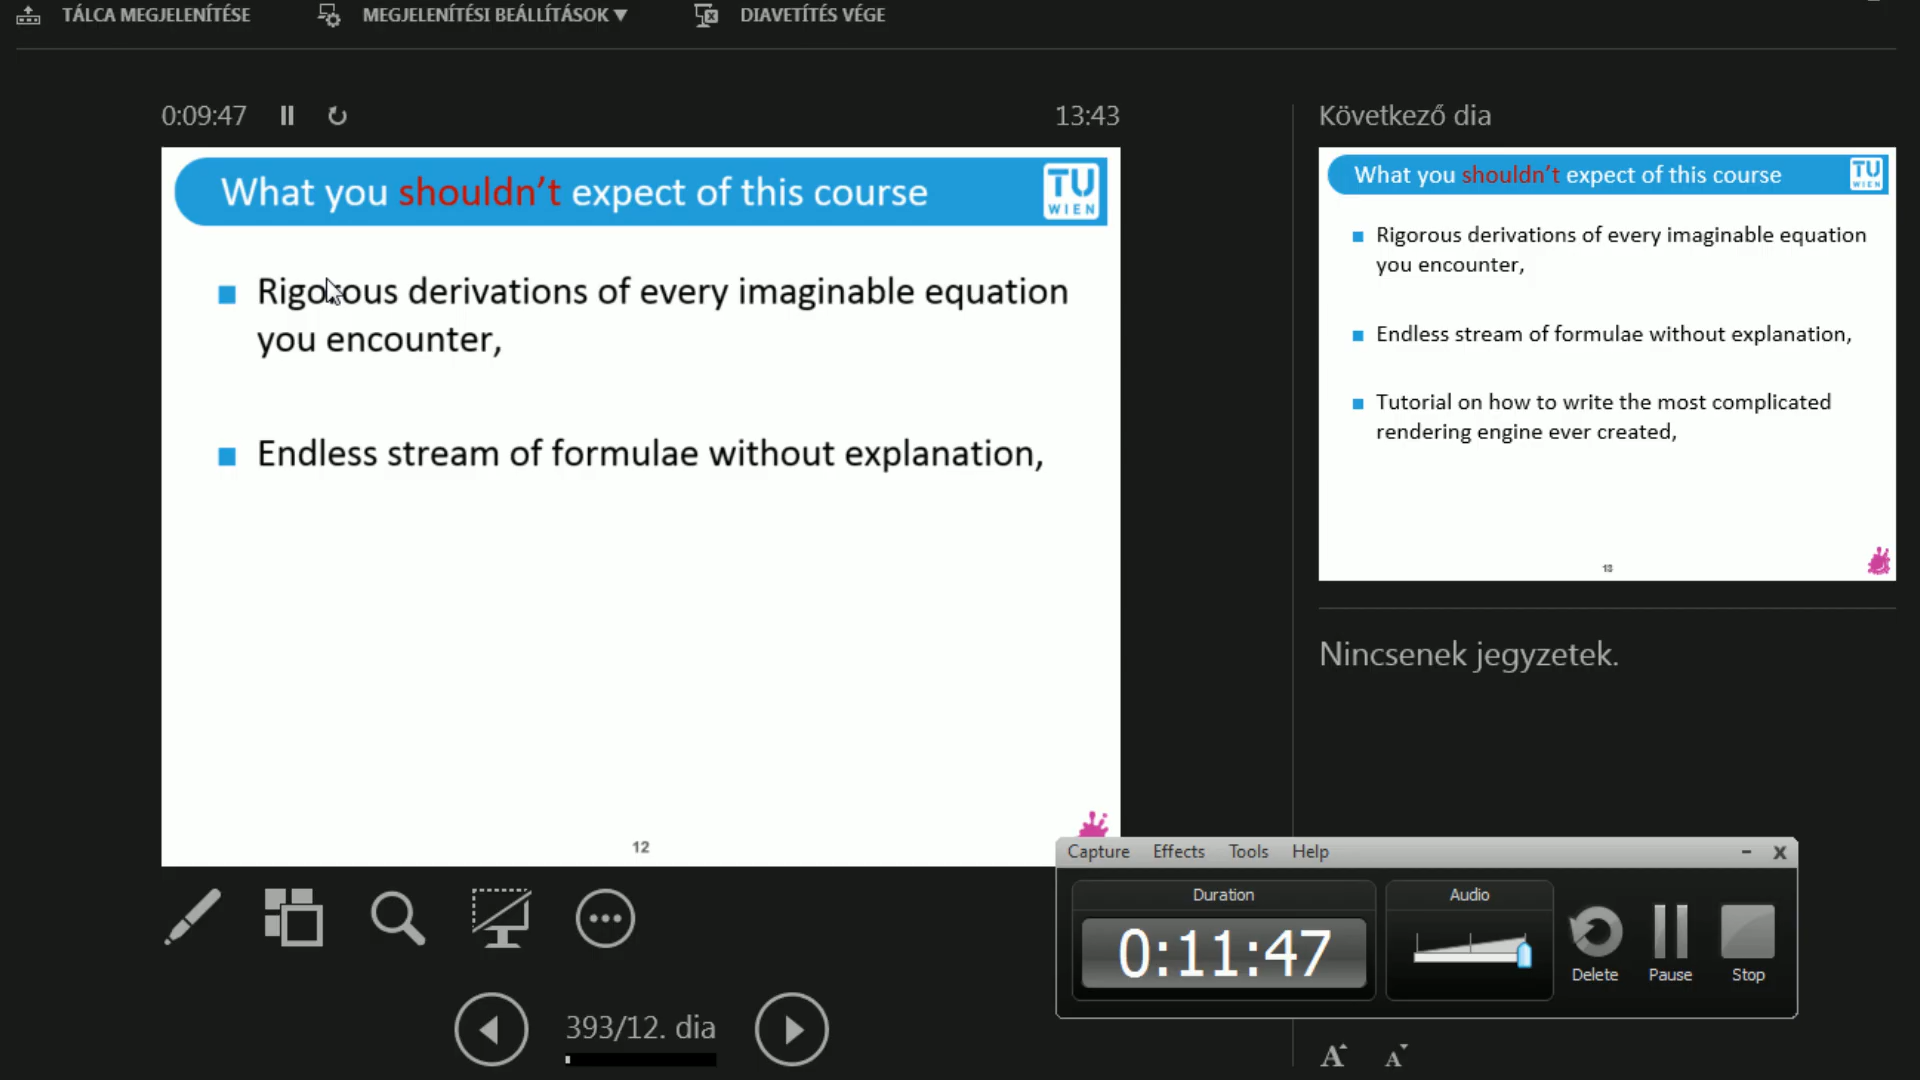 TÁLCA MEGJELENÍTÉSE
MEGJELENÍTÉSI BEÁLLÍTÁSOK ▼
DIAVETÍTÉS VÉGE
0:09:47
13:43
What you shouldn't expect of this course
TU
WIEN
Rigorous derivations of every imaginable equation
you encounter,
Endless stream of formulae without explanation,
12
393/12. dia
Következő dia
What you shouldn't expect of this course
TU
WIEN
Rigorous derivations of every imaginable equation
you encounter,
Endless stream of formulae without explanation,
Tutorial on how to write the most complicated
rendering engine ever created,
13
Nincsenek jegyzetek.
Capture Effects Tools Help
Duration
0:11:47
Audio
Delete
Pause
Stop
A A